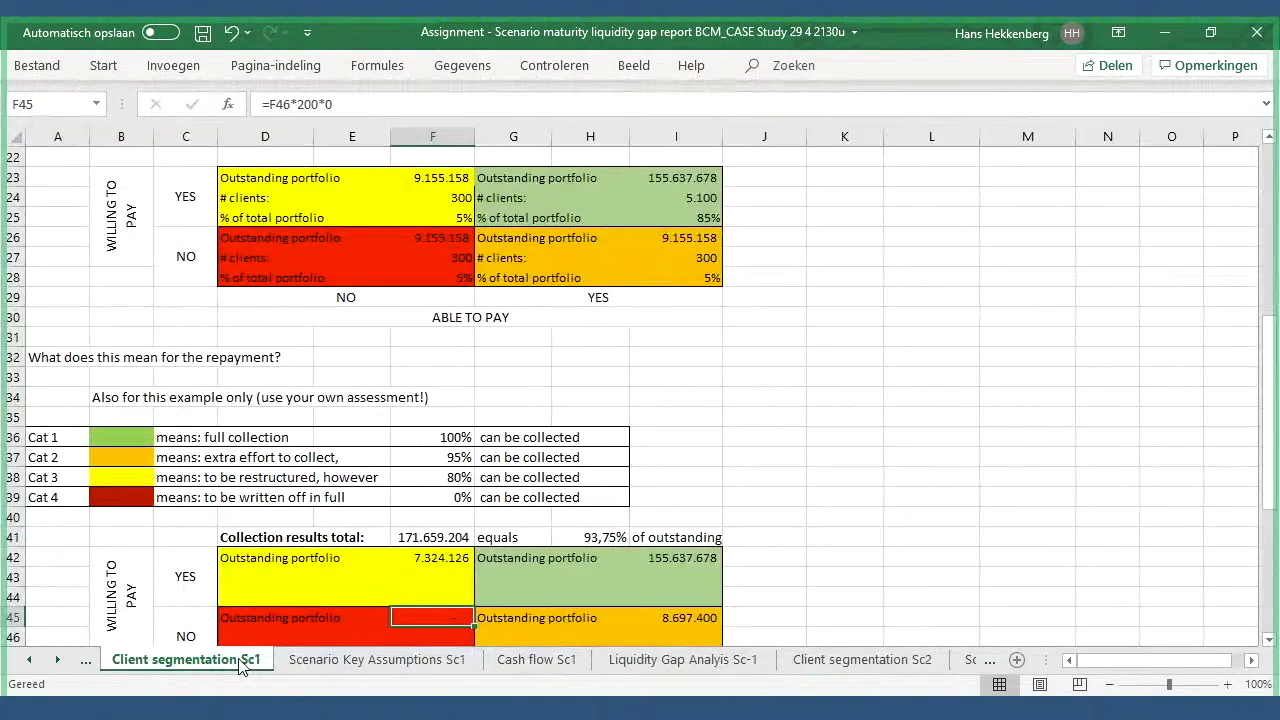 Automatisch opslaan Assignment - Scenario maturity liquidity gap report BCM_CASE Study 29 4 2130u Hans Hekkenberg HH
Bestand Start Invoegen Pagina-indeling Formules Gegevens Controleren Beeld Help Zoeken Delen Opmerkingen
F45 fx =F46*200*0
A B C D E F G H I J K L M N O P
22
23 Outstanding portfolio 9.155.158 Outstanding portfolio 155.637.678
24 WILLING TO PAY YES # clients: 300 # clients: 5.100
25 % of total portfolio 5% % of total portfolio 85%
26 Outstanding portfolio 9.155.158 Outstanding portfolio 9.155.158
27 NO # clients: 300 # clients: 300
28 % of total portfolio 5% % of total portfolio 5%
29 NO YES
30 ABLE TO PAY
31
32 What does this mean for the repayment?
33
34 Also for this example only (use your own assessment!)
35
36 Cat 1 means: full collection 100% can be collected
37 Cat 2 means: extra effort to collect, 95% can be collected
38 Cat 3 means: to be restructured, however 80% can be collected
39 Cat 4 means: to be written off in full 0% can be collected
40
41 Collection results total: 171.659.204 equals 93,75% of outstanding
42 Outstanding portfolio 7.324.126 Outstanding portfolio 155.637.678
43 WILLING TO PAY YES
44
45 Outstanding portfolio - Outstanding portfolio 8.697.400
46 NO
... Client segmentation Sc1 Scenario Key Assumptions Sc1 Cash flow Sc1 Liquidity Gap Analyis Sc-1 Client segmentation Sc2 Sc ...
Gereed 100%